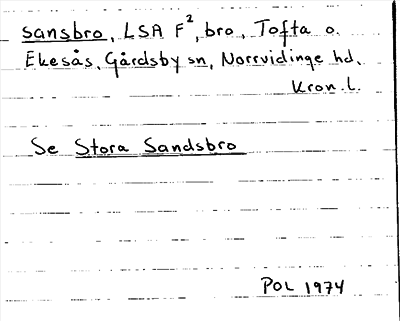 Sansbro, LSA F², bro, Tofta o.
Ekesås, Gårdsby sn, Norrvidinge hd,
Kron. l.
Se Stora Sandsbro
POL 1974